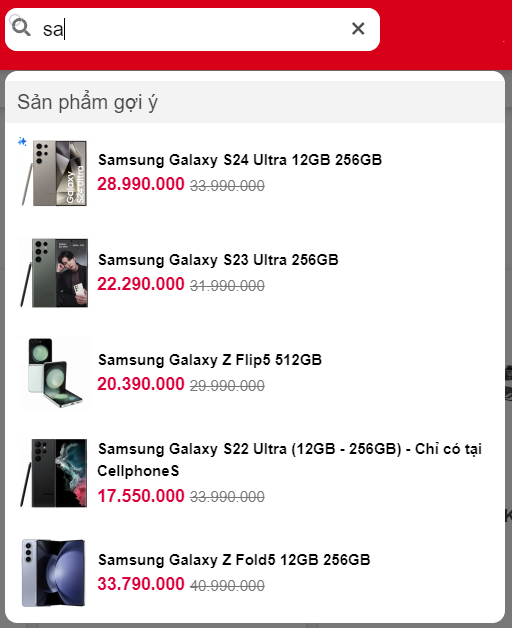 sa
Sản phẩm gợi ý
Galaxy
S24 Ultra
Samsung Galaxy S24 Ultra 12GB 256GB
28.990.000 33.990.000
Samsung Galaxy S23 Ultra 256GB
22.290.000 31.990.000
Samsung Galaxy Z Flip5 512GB
20.390.000 29.990.000
Samsung Galaxy S22 Ultra (12GB - 256GB) - Chỉ có tại
CellphoneS
17.550.000 33.990.000
Samsung Galaxy Z Fold5 12GB 256GB
33.790.000 40.990.000
K